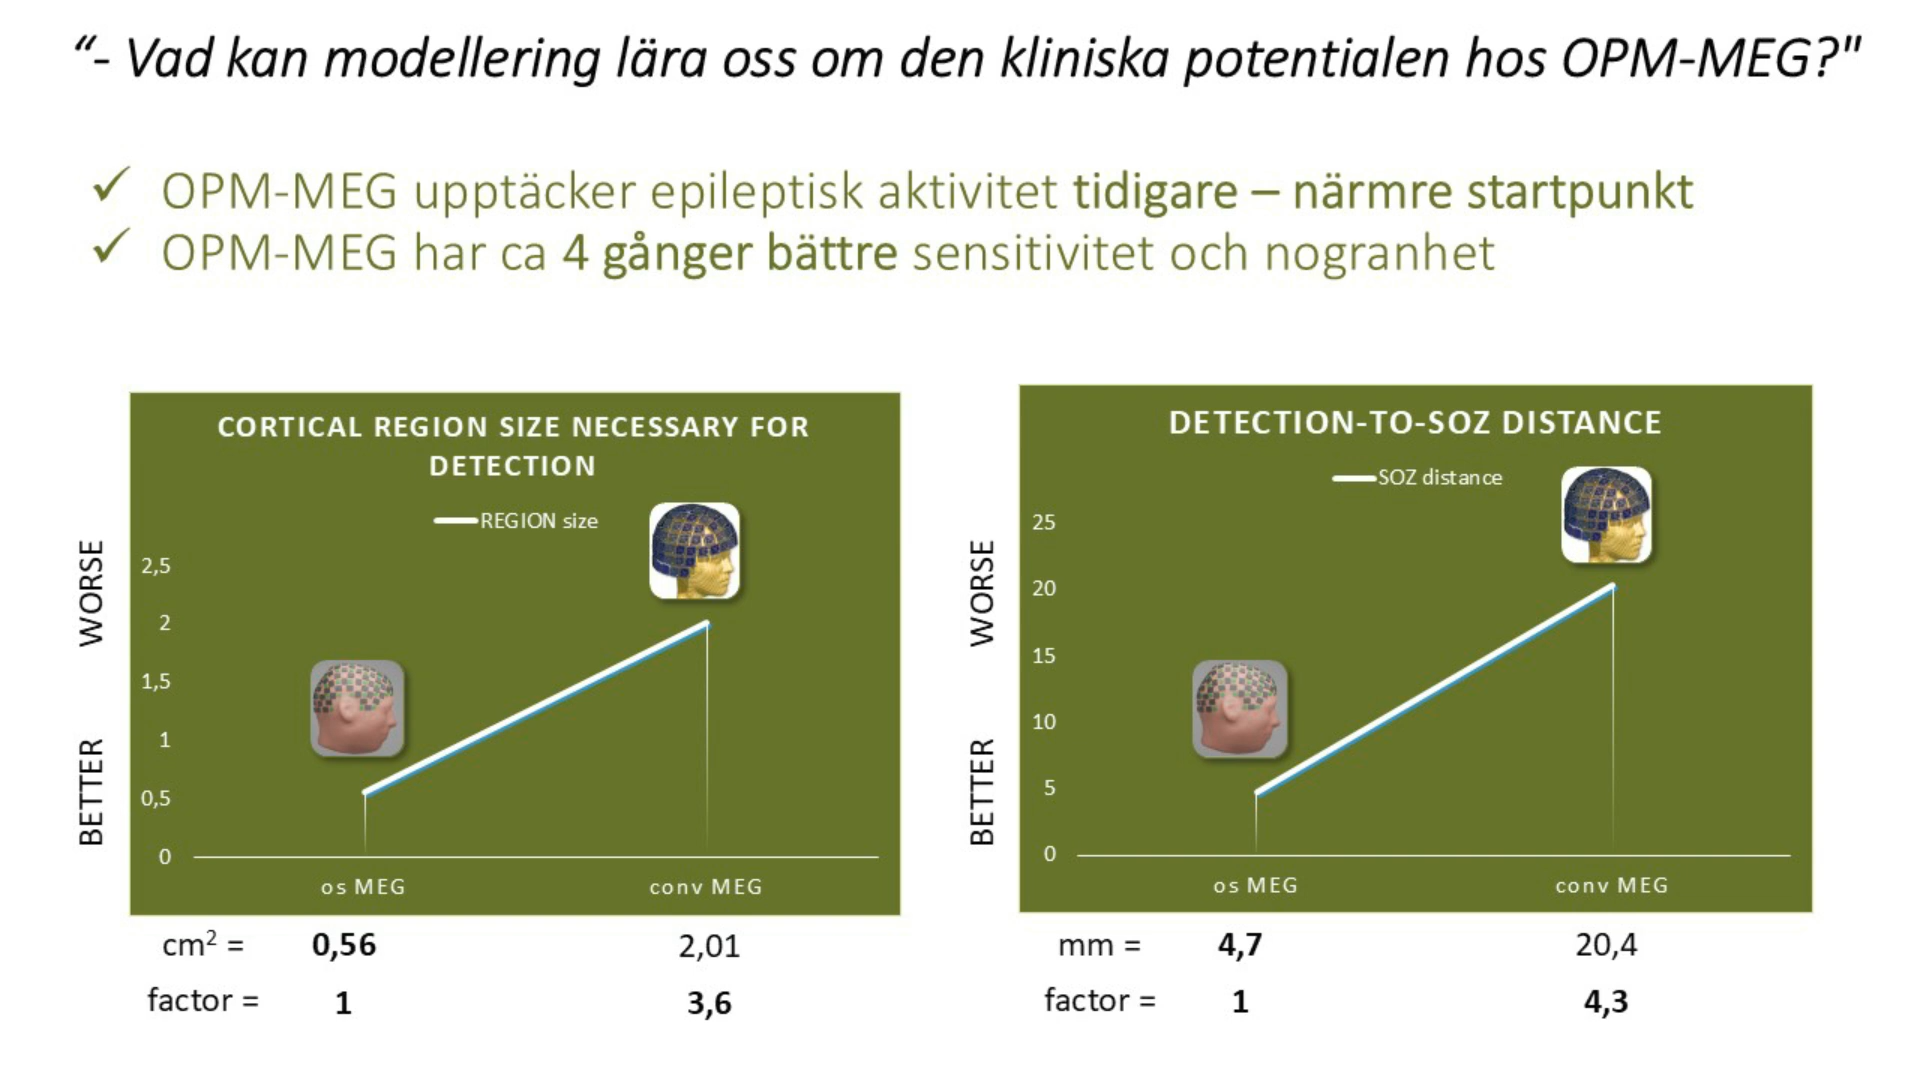 “- Vad kan modellering lära oss om den kliniska potentialen hos OPM-MEG?"
✓ OPM-MEG upptäcker epileptisk aktivitet tidigare – närmre startpunkt
✓ OPM-MEG har ca 4 gånger bättre sensitivitet och nogranhet
CORTICAL REGION SIZE NECESSARY FOR
DETECTION
REGION size
WORSE
BETTER
2,5
2
1,5
1
0,5
0
os MEG conv MEG
cm² = 0,56 2,01
factor = 1 3,6
DETECTION-TO-SOZ DISTANCE
SOZ distance
WORSE
BETTER
25
20
15
10
5
0
os MEG conv MEG
mm = 4,7 20,4
factor = 1 4,3